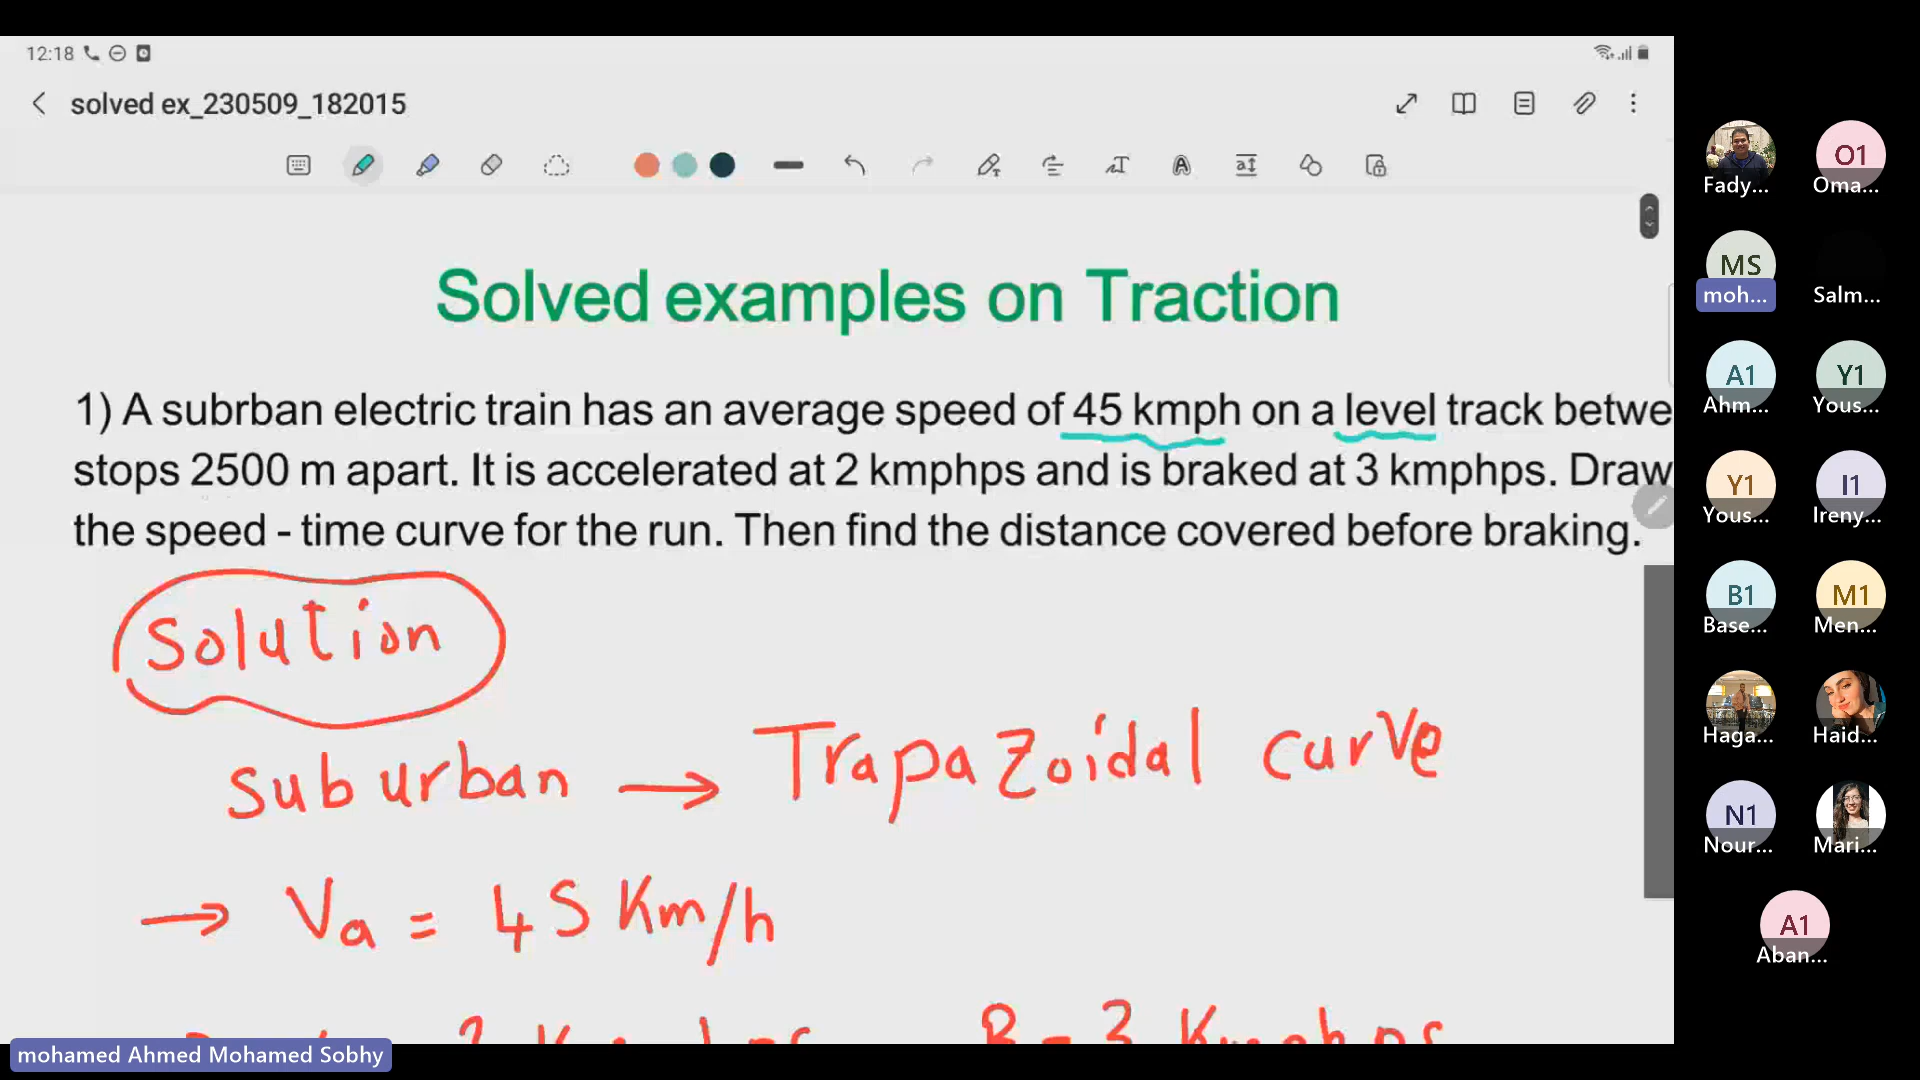 12:18
solved ex_230509_182015
Solved examples on Traction
1) A subrban electric train has an average speed of 45 kmph on a level track betwe
stops 2500 m apart. It is accelerated at 2 kmphps and is braked at 3 kmphps. Draw
the speed - time curve for the run. Then find the distance covered before braking.
Solution
suburban → Trapazoidal curve
→ Va = 45 Km/h
mohamed Ahmed Mohamed Sobhy
Fady...
O1
Oma...
MS
moh...
Salm...
A1
Ahm...
Y1
Yous...
Y1
Yous...
I1
Ireny...
B1
Base...
M1
Men...
Haga...
Haid...
N1
Nour...
Mari...
A1
Aban...